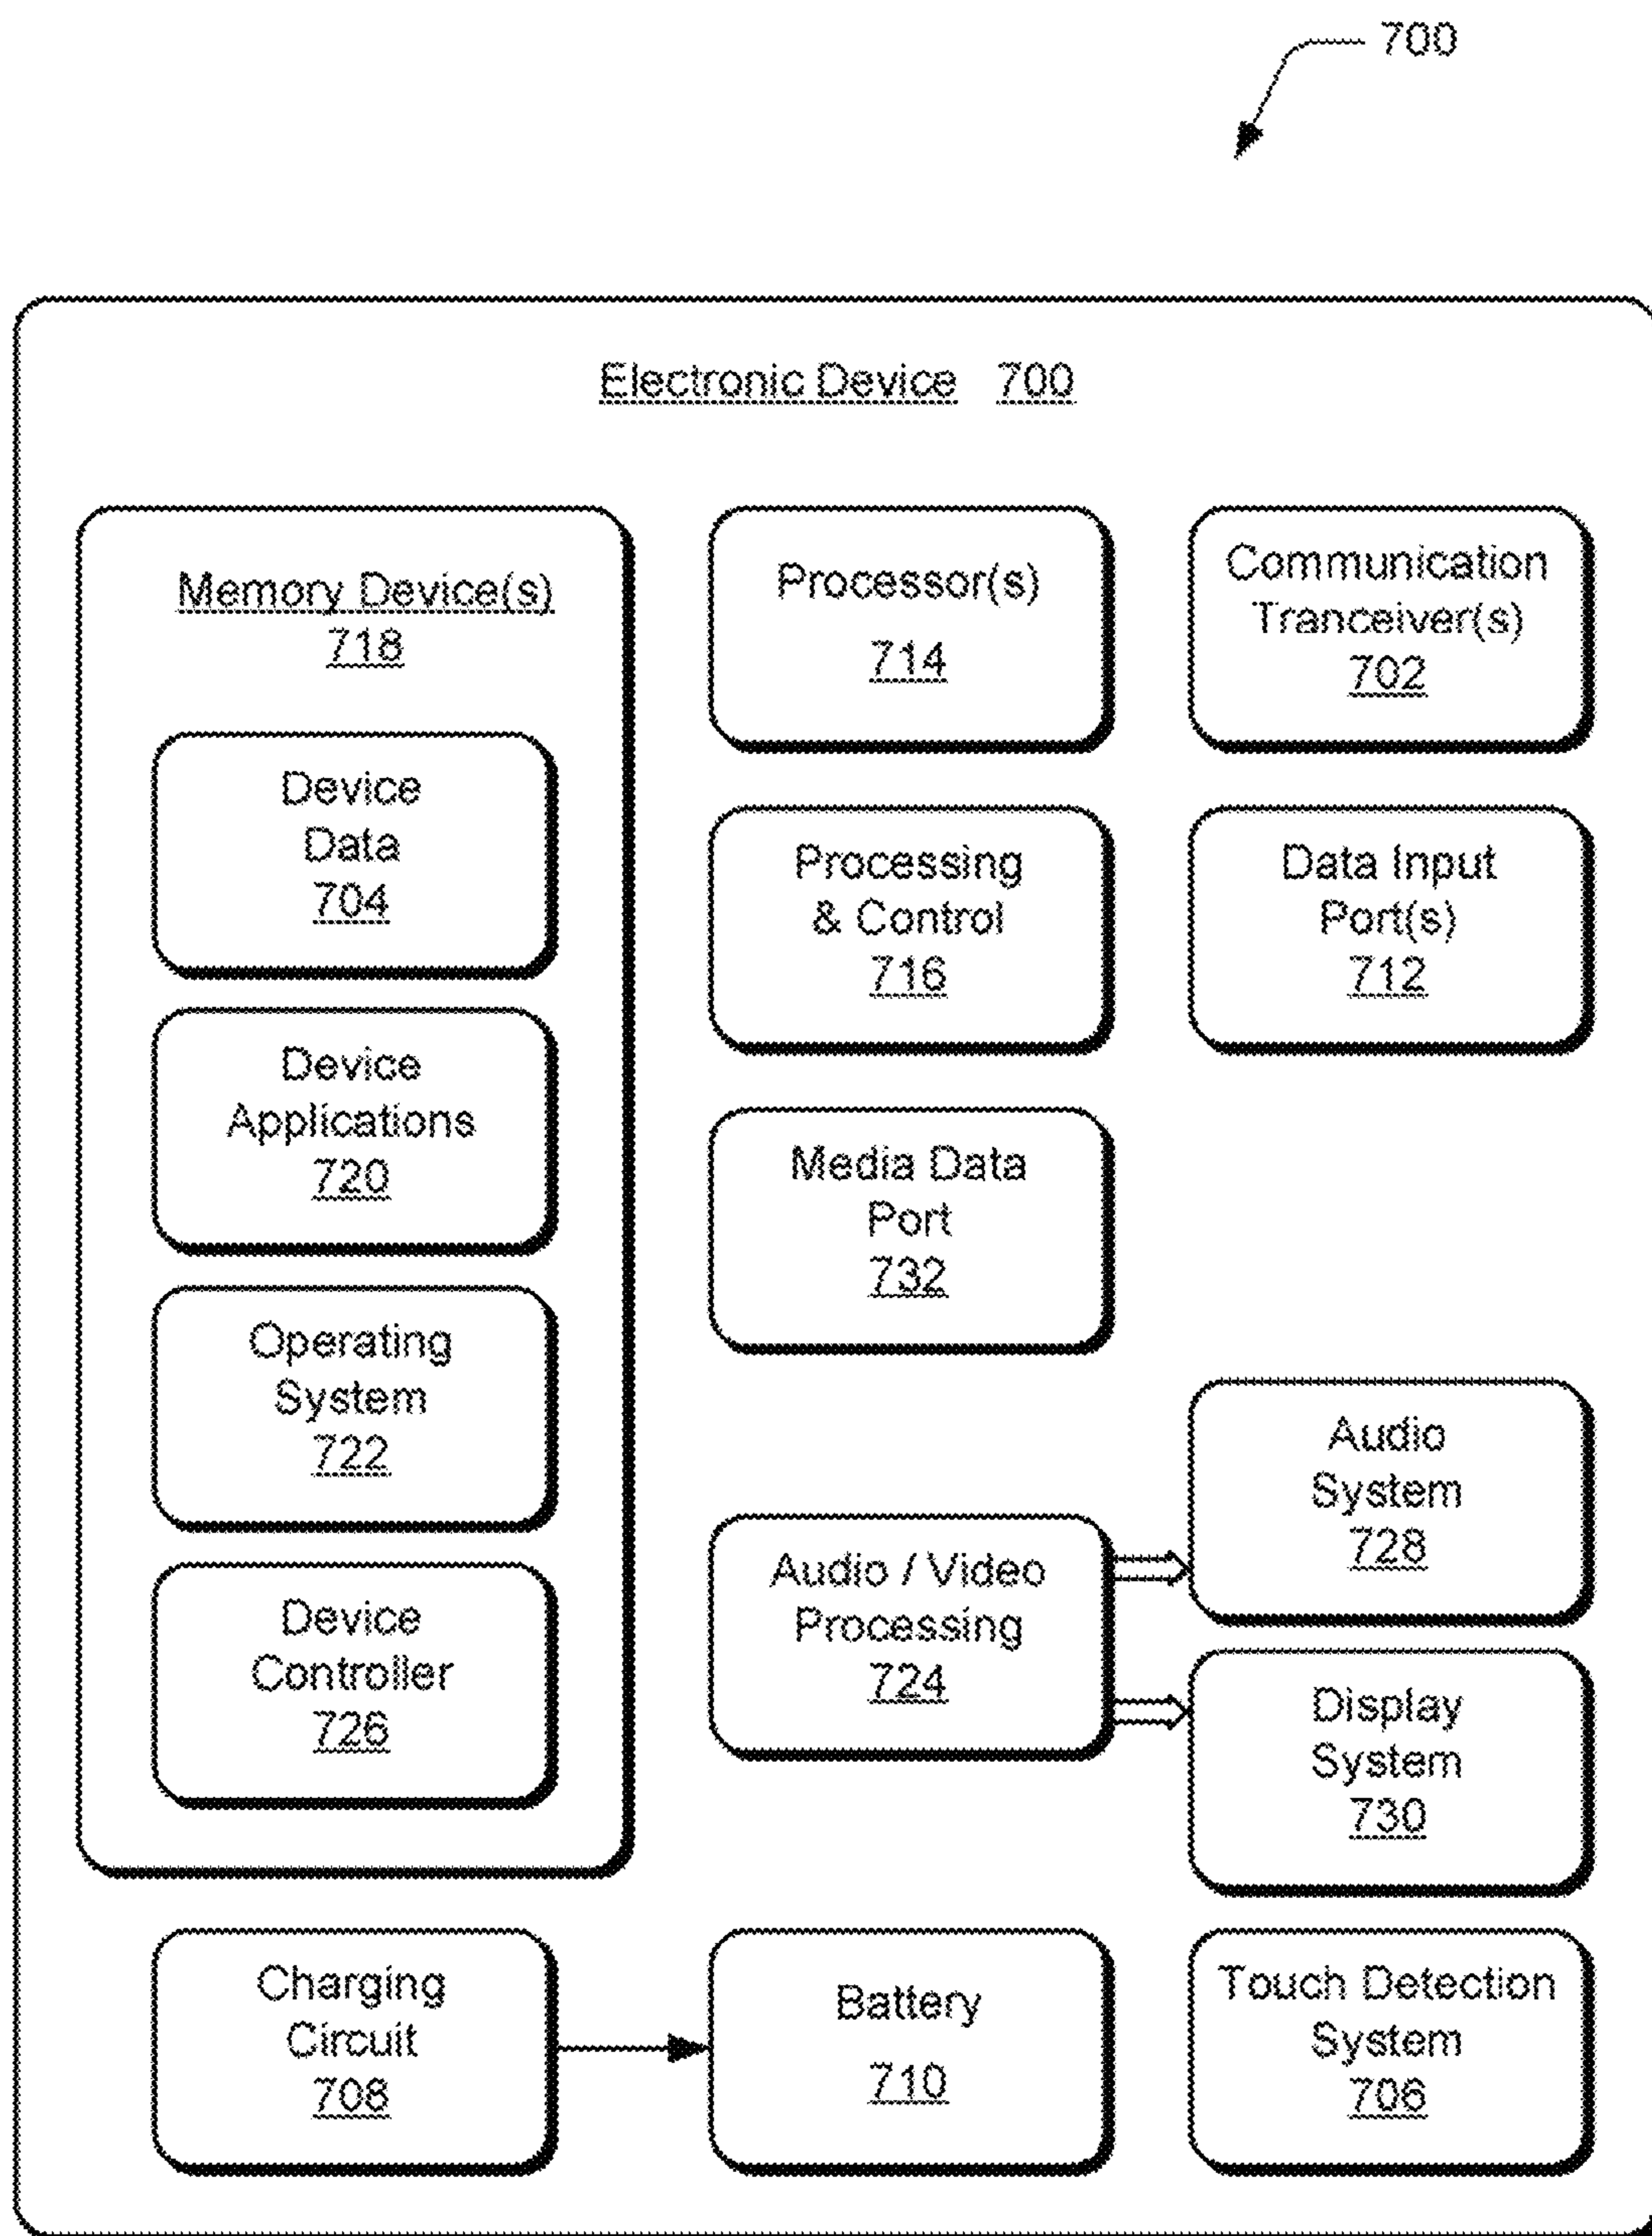 700
Electronic Device 700
Memory Device(s)
718
Device
Data
704
Device
Applications
720
Operating
System
722
Device
Controller
726
Processor(s)
714
Communication
Tranceiver(s)
702
Processing
& Control
716
Data Input
Port(s)
712
Media Data
Port
732
Audio / Video
Processing
724
Audio
System
728
Display
System
730
Charging
Circuit
708
Battery
710
Touch Detection
System
706